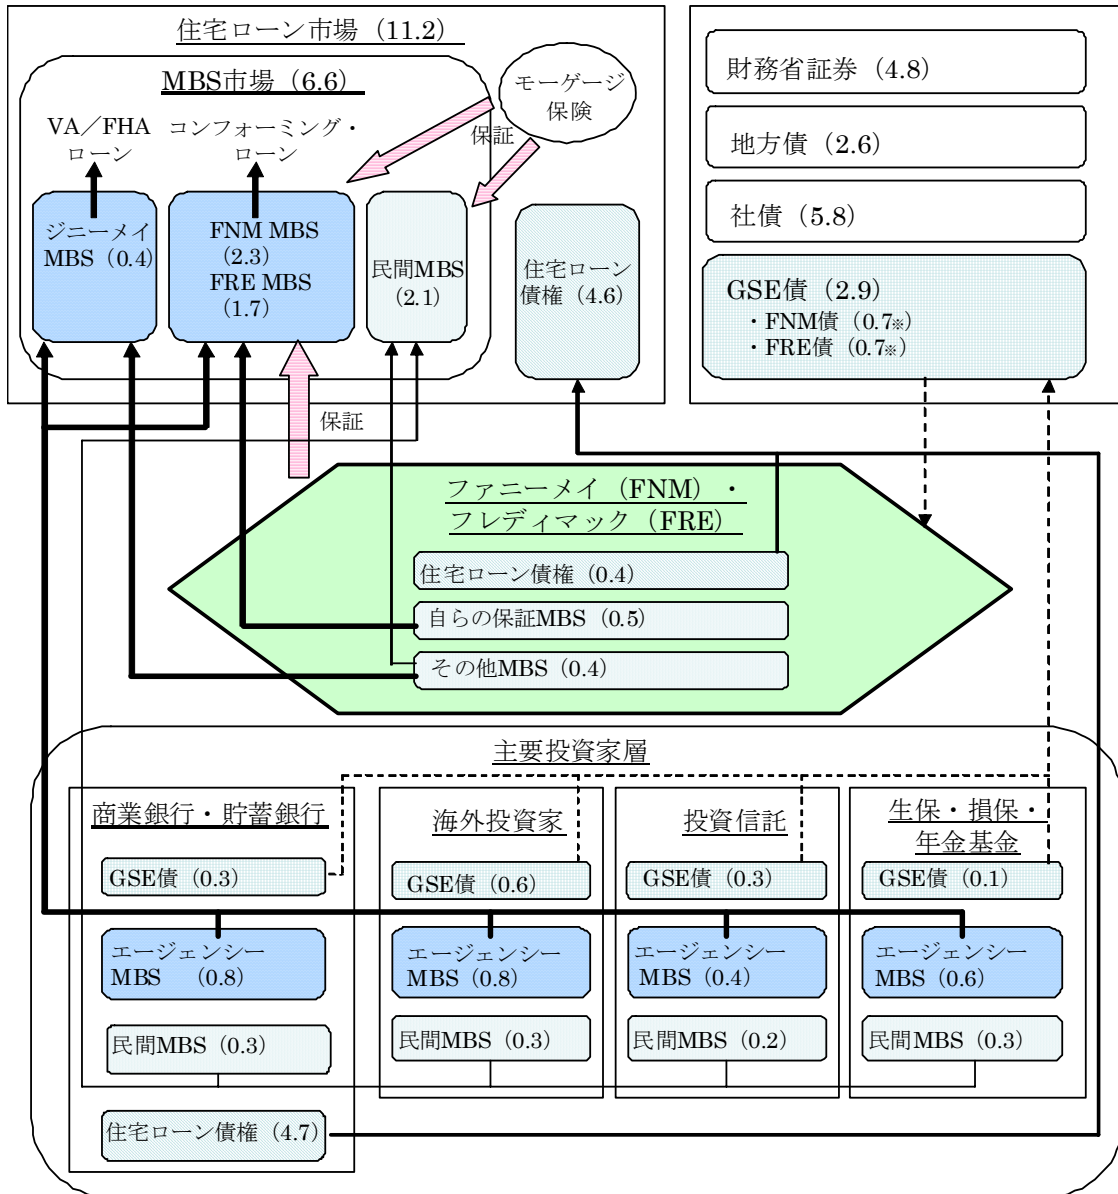 住宅ローン市場（11.2）
MBS市場（6.6）
モーゲージ
保険
保証
VA／FHA
ローン
コンフォーミング・
ローン
ジニーメイ
MBS（0.4）
FNM MBS
（2.3）
FRE MBS
（1.7）
民間MBS
（2.1）
住宅ローン
債権（4.6）
財務省証券（4.8）
地方債（2.6）
社債（5.8）
GSE債（2.9）
・FNM債（0.7※）
・FRE債（0.7※）
保証
ファニーメイ（FNM）・
フレディマック（FRE）
住宅ローン債権（0.4）
自らの保証MBS（0.5）
その他MBS（0.4）
主要投資家層
商業銀行・貯蓄銀行
GSE債（0.3）
エージェンシー
MBS （0.8）
民間MBS（0.3）
住宅ローン債権（4.7）
海外投資家
GSE債（0.6）
エージェンシー
MBS（0.8）
民間MBS（0.3）
投資信託
GSE債（0.3）
エージェンシー
MBS（0.4）
民間MBS（0.2）
生保・損保・
年金基金
GSE債（0.1）
エージェンシー
MBS（0.6）
民間MBS（0.3）